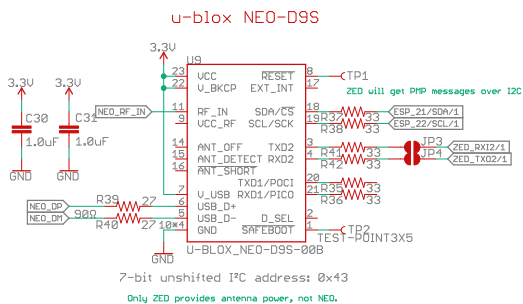 u-blox NEO-D9S
3.3V
U9
3.3V 3.3V
23 VCC RESET 8 TP1
22 V_BKCP EXT_INT 17
ZED will get PMP messages over I2C
C30 C31
NEO_RF_IN 11 RF_IN SDA/CS 18 ESP_21/SDA/1
9 VCC_RF SCL/SCK 19 R37 33 ESP_22/SCL/1
R38 33
1.0uF 1.0uF
14 ANT_OFF TXD2 3 JP3 ZED_RXI2/1
15 ANT_DETECT RXD2 4 R41 33 JP4 ZED_TXO2/1
16 ANT_SHORT R42 33
GND GND
TXD1/POCI 20
7 V_USB RXD1/PICO 21 R35 33
NEO_DP R39 27 6 USB_D+ R36 33
NEO_DM 90Ω 5 USB_D- D_SEL 2
R40 27 10*4 GND SAFEBOOT 1 TP2
TEST-POINT3X5
GND U-BLOX_NEO-D9S-00B
7-bit unshifted I²C address: 0x43
Only ZED provides antenna power, not NEO.